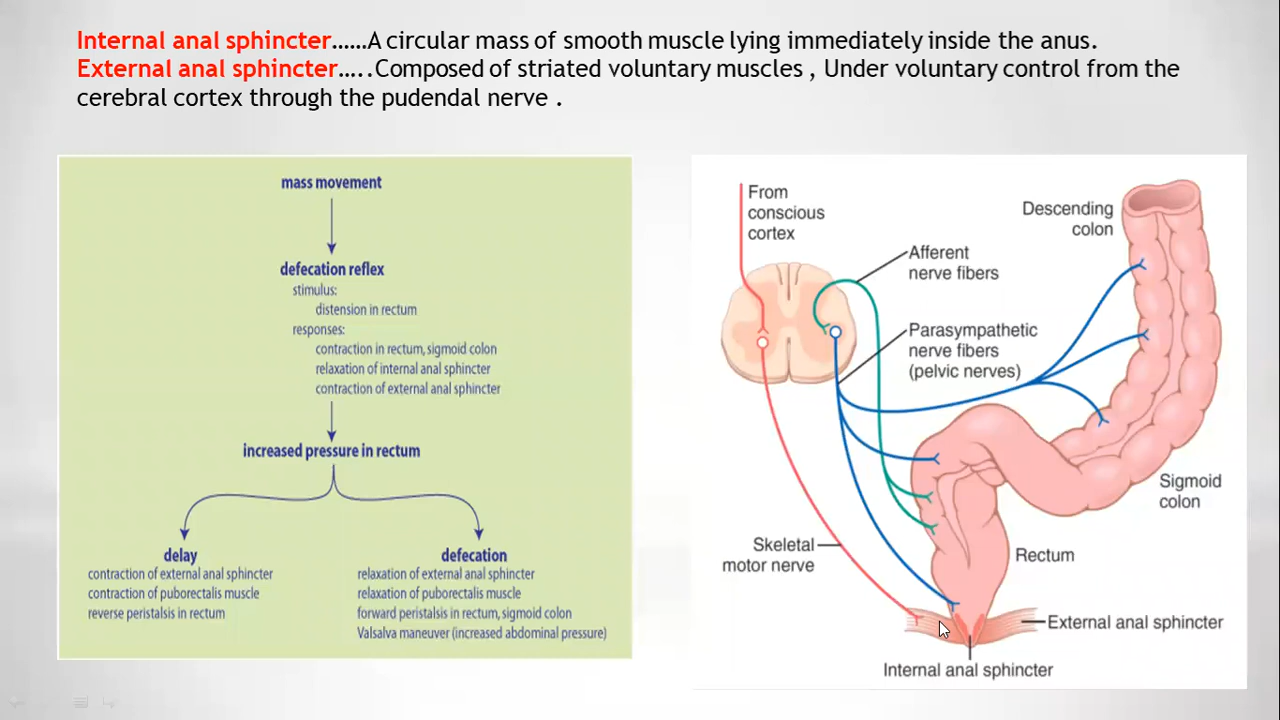 Internal anal sphincter......A circular mass of smooth muscle lying immediately inside the anus.
External anal sphincter.....Composed of striated voluntary muscles , Under voluntary control from the
cerebral cortex through the pudendal nerve .
mass movement
defecation reflex
stimulus:
distension in rectum
responses:
contraction in rectum, sigmoid colon
relaxation of internal anal sphincter
contraction of external anal sphincter
increased pressure in rectum
delay
contraction of external anal sphincter
contraction of puborectalis muscle
reverse peristalsis in rectum
defecation
relaxation of external anal sphincter
relaxation of puborectalis muscle
forward peristalsis in rectum, sigmoid colon
Valsalva maneuver (increased abdominal pressure)
From
conscious
cortex
Descending
colon
Afferent
nerve fibers
Parasympathetic
nerve fibers
(pelvic nerves)
Sigmoid
colon
Skeletal
motor nerve
Rectum
External anal sphincter
Internal anal sphincter